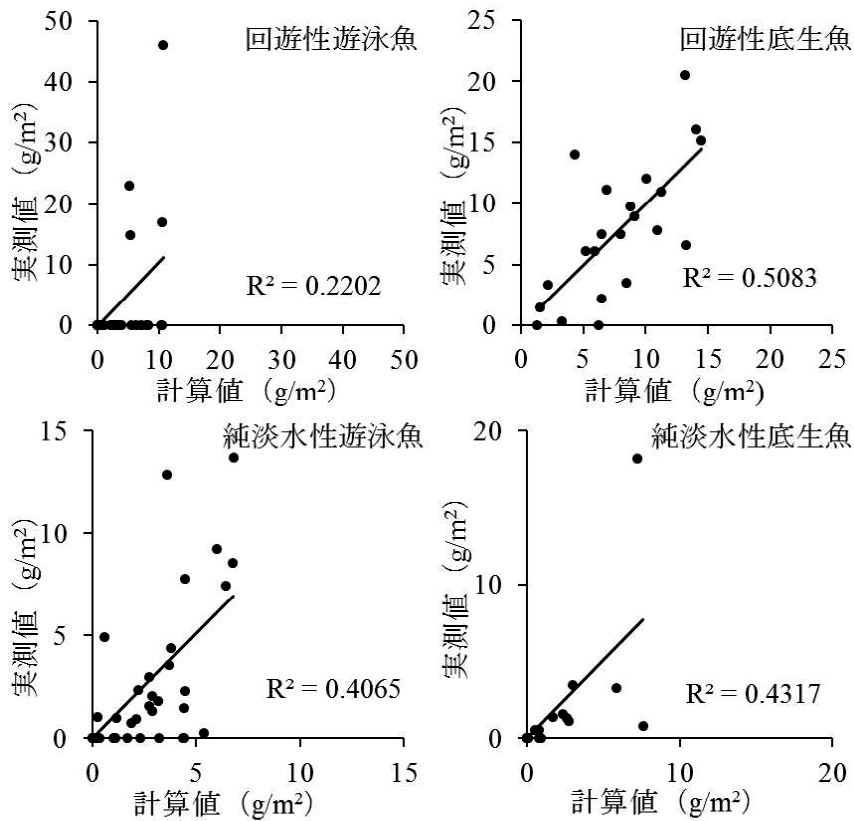 回遊性遊泳魚
50
40
30
20
10
0
実測値（g/m²）
R² = 0.2202
0 10 20 30 40 50
計算値（g/m²）
回遊性底生魚
25
20
15
10
5
0
実測値（g/m²）
R² = 0.5083
0 5 10 15 20 25
計算値（g/m²)
純淡水性遊泳魚
15
10
5
0
実測値（g/m²）
R² = 0.4065
0 5 10 15
計算値（g/m²）
純淡水性底生魚
20
10
0
実測値（g/m²）
R² = 0.4317
0 10 20
計算値（g/m²）